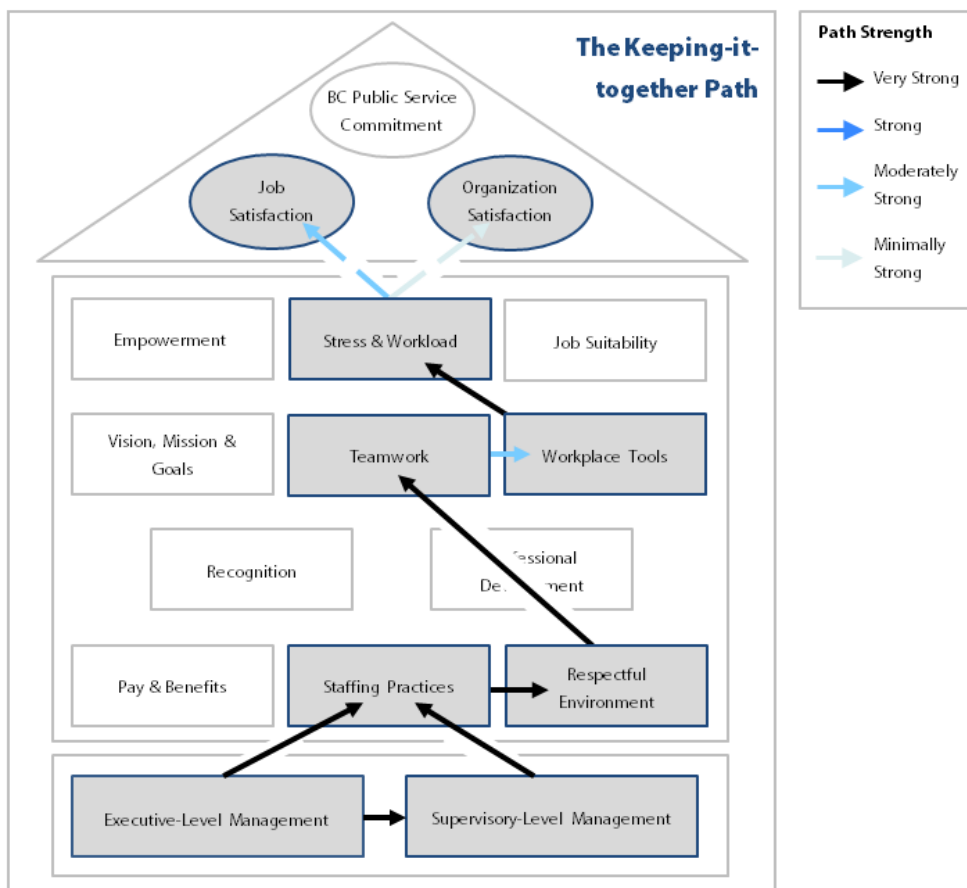 The Keeping-it-
together Path
BC Public Service
Commitment
Job
Satisfaction
Organization
Satisfaction
Empowerment
Stress & Workload
Job Suitability
Vision, Mission &
Goals
Teamwork
Workplace Tools
Recognition
Pay & Benefits
Staffing Practices
Respectful
Environment
Executive-Level Management
Supervisory-Level Management
Path Strength
Very Strong
Strong
Moderately
Strong
Minimally
Strong